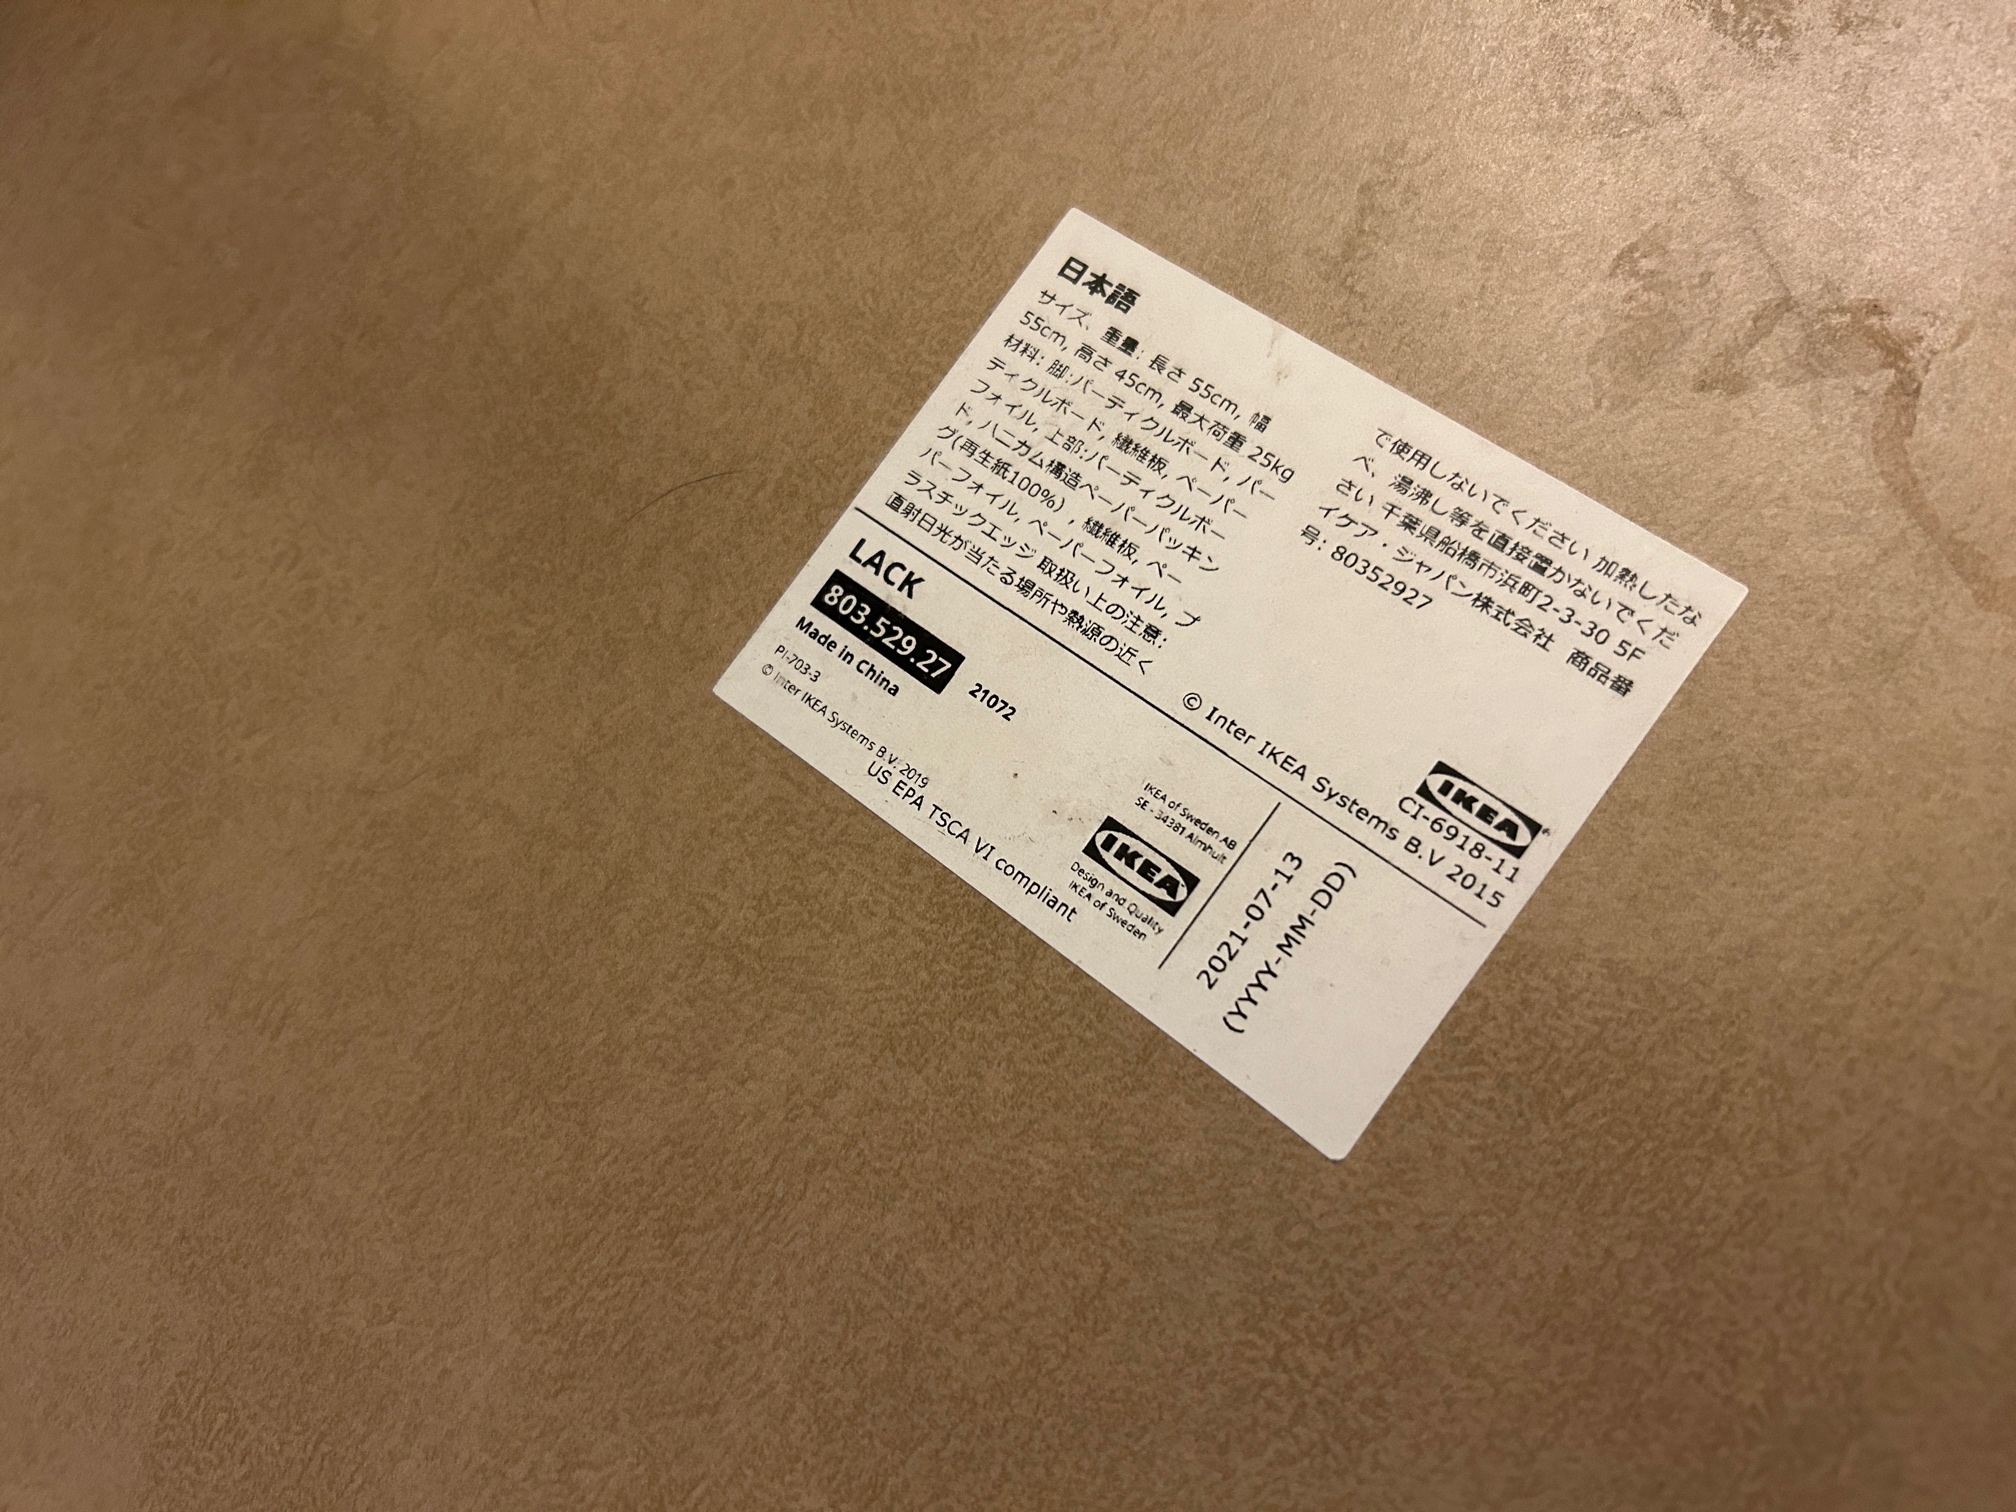 日本語
サイズ、重量: 長さ 55cm, 幅
55cm, 高さ 45cm, 最大荷重 25kg
材料: 脚:パーティクルボード, パー
ティクルボード, 繊維板, ペーパー
フォイル, 上部:パーティクルボー
ド, ハニカム構造ペーパーパッキン
グ(再生紙100%) , 繊維板, ペー
パーフォイル, ペーパーフォイル, プ
ラスチックエッジ 取扱い上の注意:
直射日光が当たる場所や熱源の近く
で使用しないでください 加熱したな
べ、湯沸し等を直接置かないでくだ
さい 千葉県船橋市浜町2-3-30 5F
イケア・ジャパン株式会社 商品番
号: 80352927
IKEA
CI-6918-11
© Inter IKEA Systems B.V 2015
LACK
803.529.27
Made in China 21072
PI-703-3
© Inter IKEA Systems B.V. 2019
US EPA TSCA VI compliant
IKEA of Sweden AB
SE - 34381 Älmhult
IKEA
Design and Quality
IKEA of Sweden
2021-07-13
(YYYY-MM-DD)